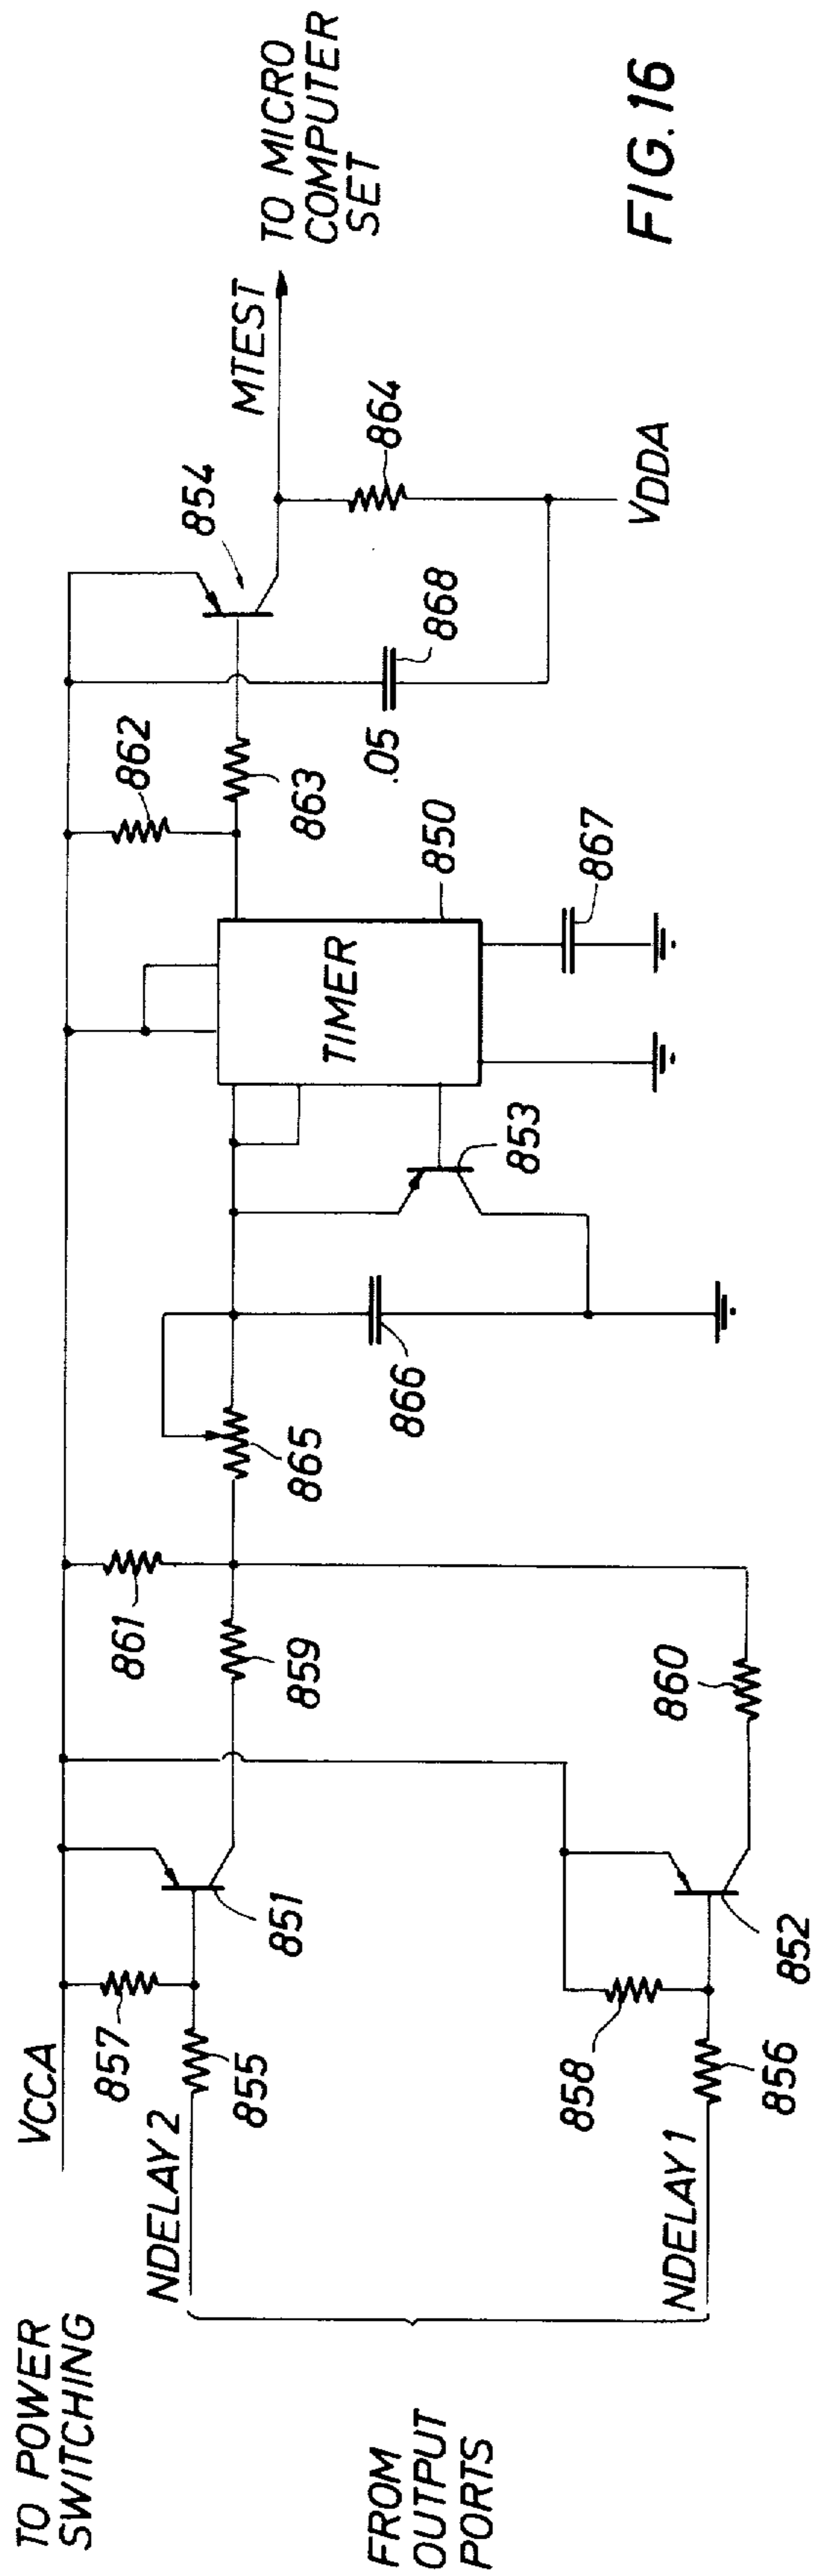 TO POWER
SWITCHING
VCCA
857
NDELAY 2
855
851
861
859
865
866
853
TIMER
850
867
862
863
.05
868
854
MTEST
TO MICRO
COMPUTER
SET
864
VDDA
FROM
OUTPUT
PORTS
NDELAY 1
858
856
852
860
FIG. 16